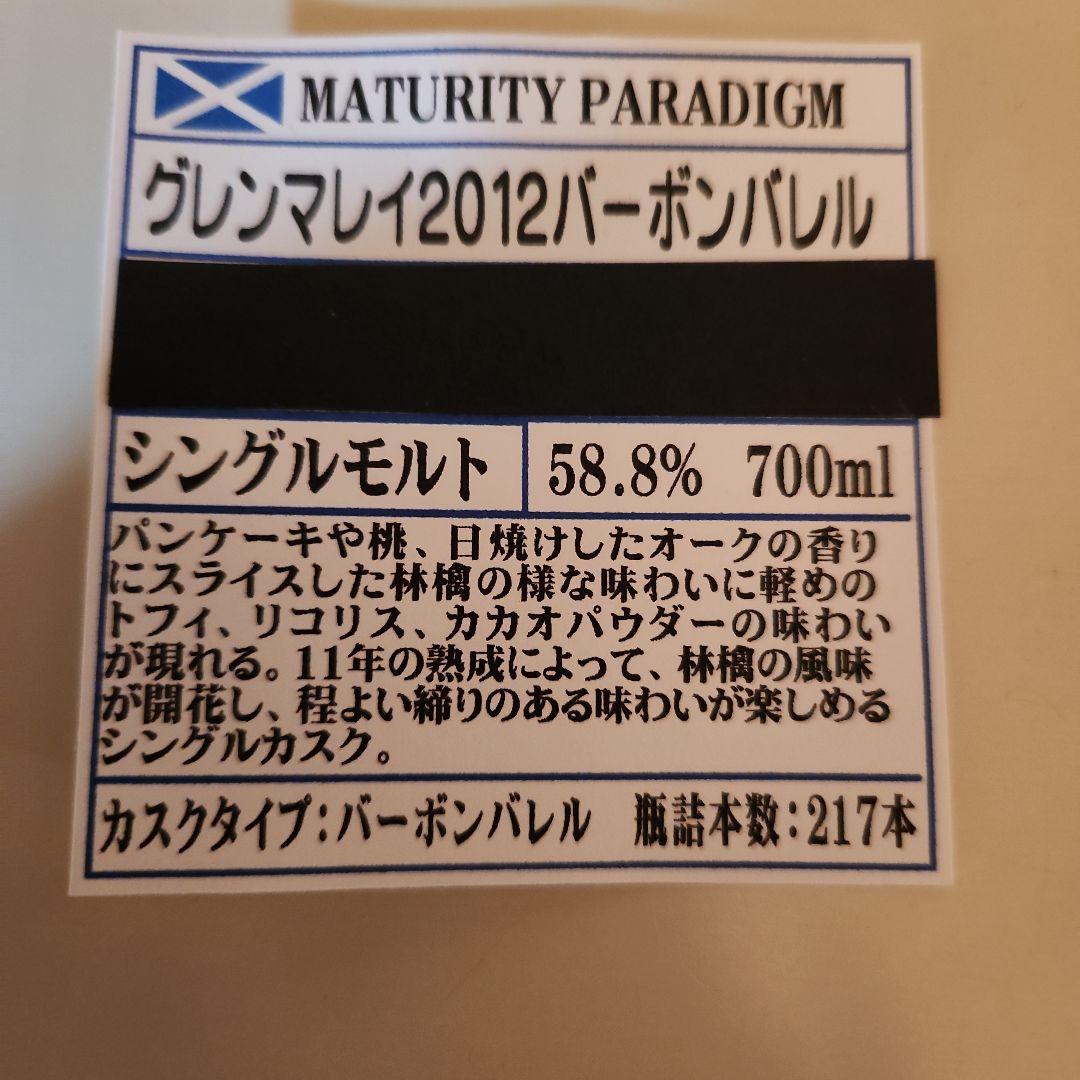 MATURITY PARADIGM
グレンマレイ2012バーボンバレル
シングルモルト 58.8% 700ml
パンケーキや桃、日焼けしたオークの香り
にスライスした林檎の様な味わいに軽めの
トフィ、リコリス、カカオパウダーの味わい
が現れる。11年の熟成によって、林檎の風味
が開花し、程よい締りのある味わいが楽しめる
シングルカスク。
カスクタイプ:バーボンバレル 瓶詰本数:217本